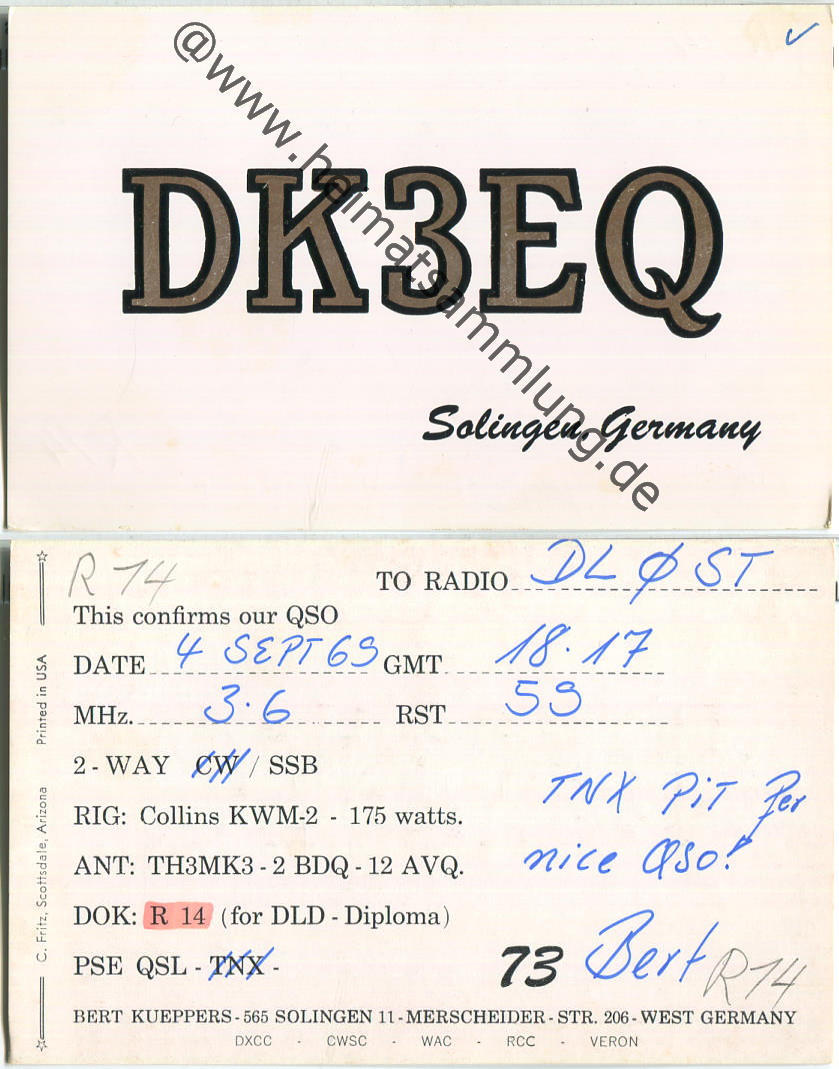 @www.heimatsammlung.de
DK3EQ
Solingen, Germany
R 14
TO RADIO DL Ø ST
This confirms our QSO
DATE 4 SEPT 69 GMT 18.17
MHz. 3.6 RST 59
2 - WAY CW / SSB
RIG: Collins KWM-2 - 175 watts.
TNX PiT for
ANT: TH3MK3 - 2 BDQ - 12 AVQ.
nice QSO!
DOK: R 14 (for DLD - Diploma)
PSE QSL - TNX -
73 Bert
R 14
BERT KUEPPERS - 565 SOLINGEN 11 - MERSCHEIDER - STR. 206 - WEST GERMANY
DXCC - CWSC - WAC - RCC - VERON
C. Fritz, Scottsdale, Arizona Printed in USA